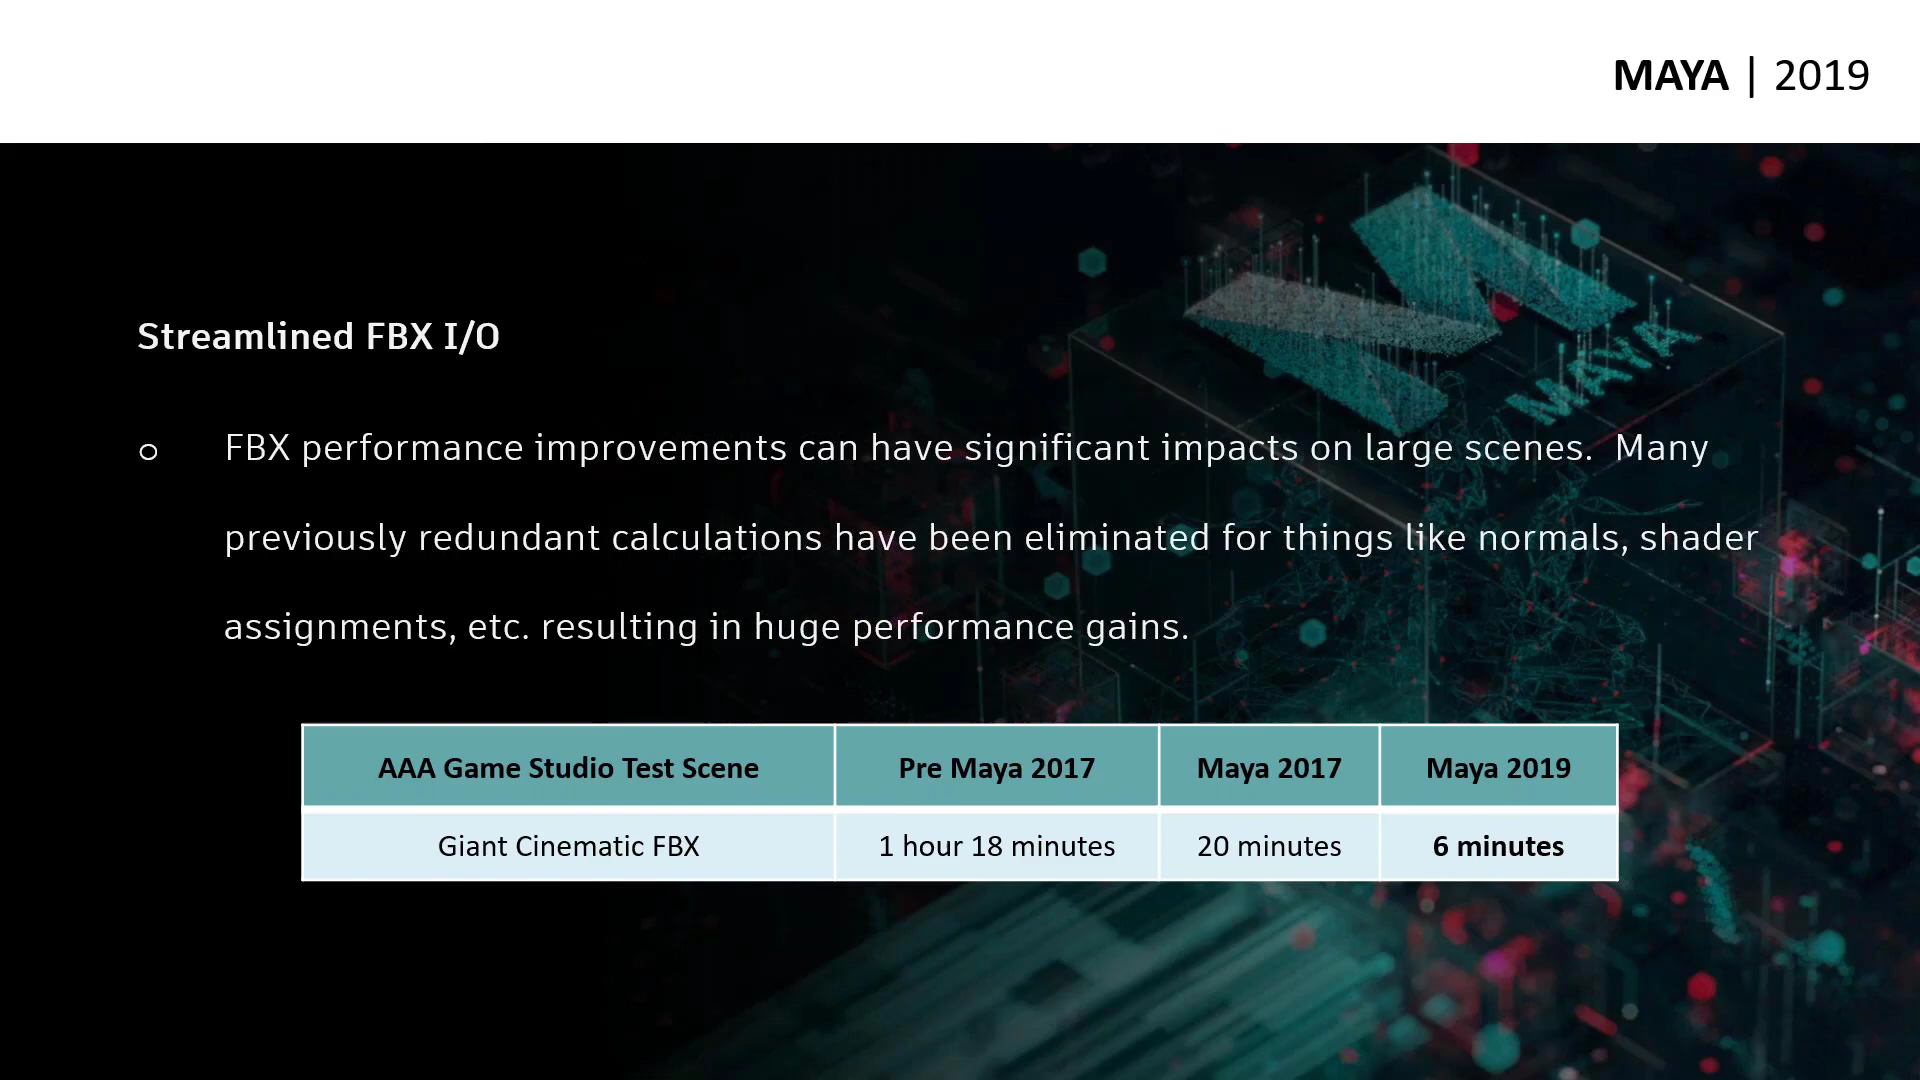 MAYA | 2019
MAYA
Streamlined FBX I/O
○ FBX performance improvements can have significant impacts on large scenes.  Many
previously redundant calculations have been eliminated for things like normals, shader
assignments, etc. resulting in huge performance gains.
AAA Game Studio Test Scene Pre Maya 2017 Maya 2017 Maya 2019
Giant Cinematic FBX 1 hour 18 minutes 20 minutes 6 minutes